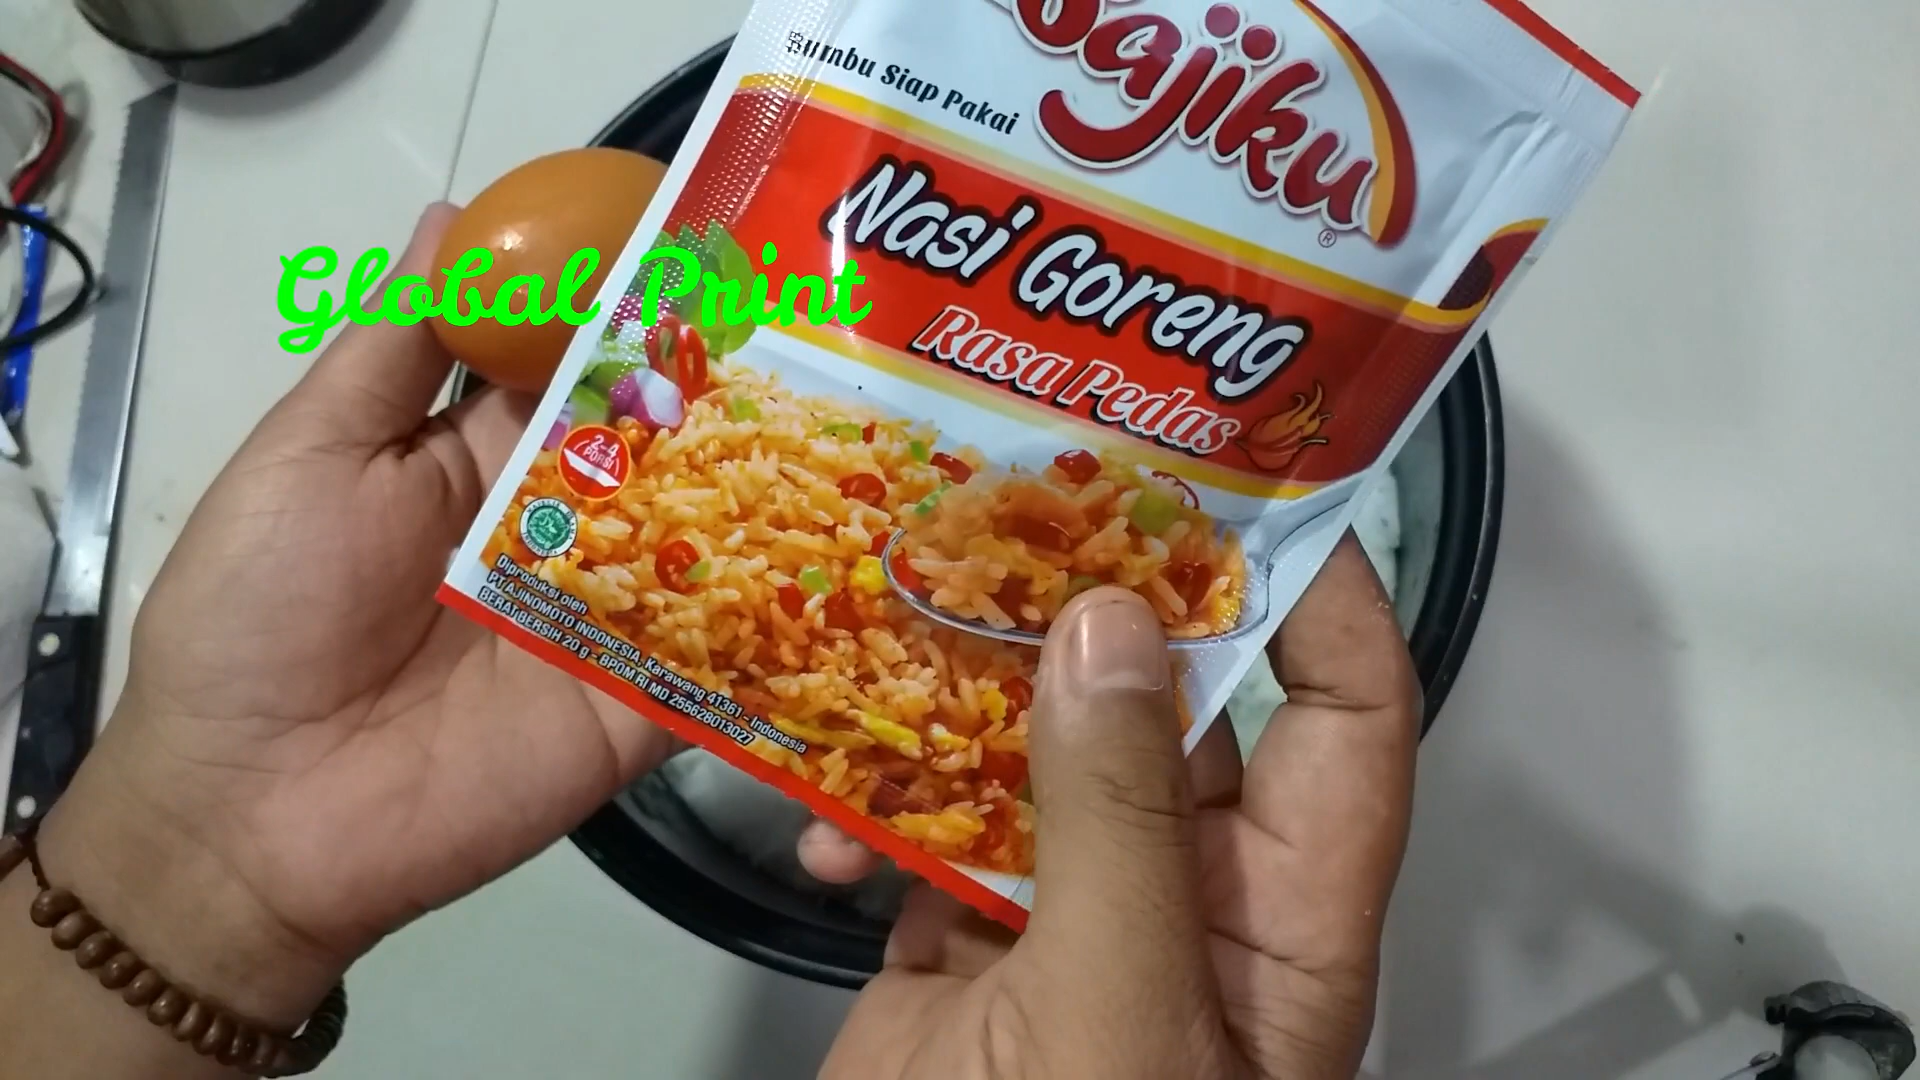 Sajiku
®
Bumbu Siap Pakai
Nasi Goreng
Rasa Pedas
Global Print
2-4
PORSI
Diproduksi oleh
PT AJINOMOTO INDONESIA, Karawang 41361 - Indonesia
BERAT BERSIH 20 g - BPOM RI MD 255628013027